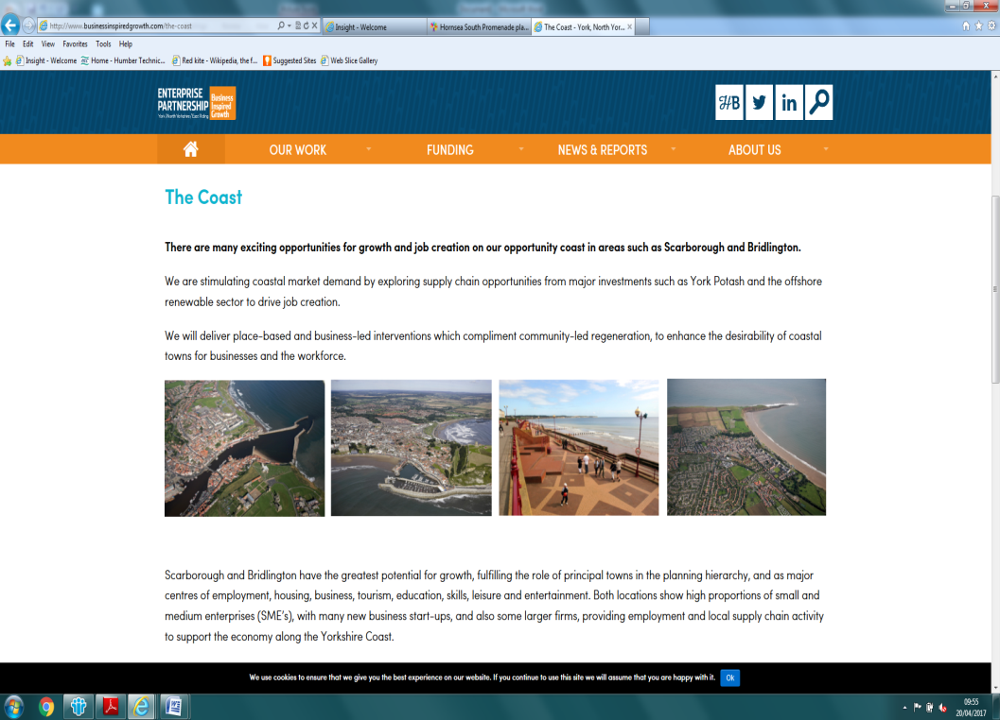 http://www.businessinspiredgrowth.com/the-coast
Insight - Welcome
Hornsea South Promenade pla...
The Coast - York, North Yor...
File Edit View Favorites Tools Help
Insight - Welcome
Home - Humber Technic...
Red kite - Wikipedia, the f...
Suggested Sites
Web Slice Gallery
ENTERPRISE
PARTNERSHIP
York/North Yorkshire/East Riding
Business
Inspired
Growth
HB
in
OUR WORK
FUNDING
NEWS & REPORTS
ABOUT US
The Coast
There are many exciting opportunities for growth and job creation on our opportunity coast in areas such as Scarborough and Bridlington.
We are stimulating coastal market demand by exploring supply chain opportunities from major investments such as York Potash and the offshore
renewable sector to drive job creation.
We will deliver place-based and business-led interventions which compliment community-led regeneration, to enhance the desirability of coastal
towns for businesses and the workforce.
Scarborough and Bridlington have the greatest potential for growth, fulfilling the role of principal towns in the planning hierarchy, and as major
centres of employment, housing, business, tourism, education, skills, leisure and entertainment. Both locations show high proportions of small and
medium enterprises (SME's), with many new business start-ups, and also some larger firms, providing employment and local supply chain activity
to support the economy along the Yorkshire Coast.
We use cookies to ensure that we give you the best experience on our website. If you continue to use this site we will assume that you are happy with it.
Ok
09:55
20/04/2017